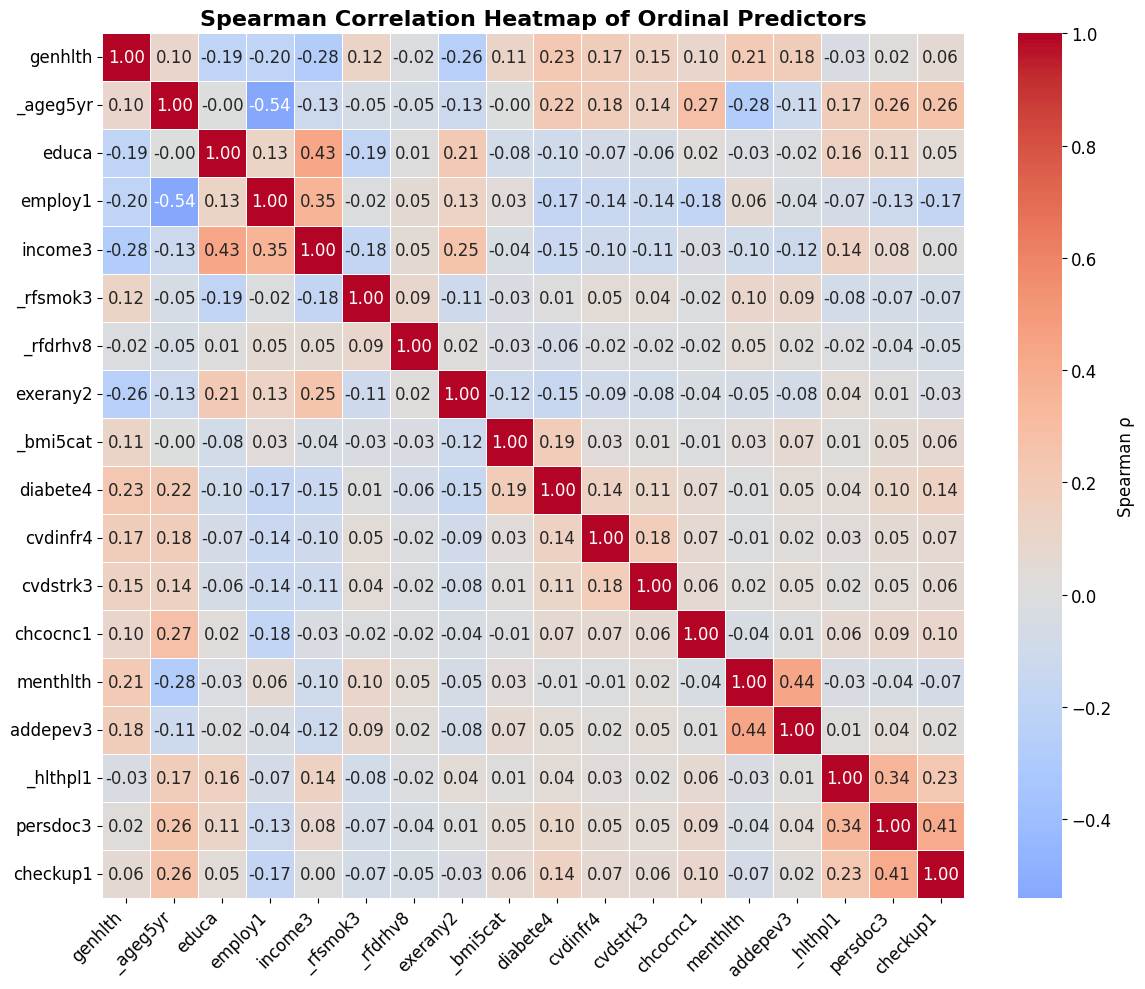 Spearman Correlation Heatmap of Ordinal Predictors
genhlth 1.00 0.10 -0.19 -0.20 -0.28 0.12 -0.02 -0.26 0.11 0.23 0.17 0.15 0.10 0.21 0.18 -0.03 0.02 0.06
_ageg5yr 0.10 1.00 -0.00 -0.54 -0.13 -0.05 -0.05 -0.13 -0.00 0.22 0.18 0.14 0.27 -0.28 -0.11 0.17 0.26 0.26
educa -0.19 -0.00 1.00 0.13 0.43 -0.19 0.01 0.21 -0.08 -0.10 -0.07 -0.06 0.02 -0.03 -0.02 0.16 0.11 0.05
employ1 -0.20 -0.54 0.13 1.00 0.35 -0.02 0.05 0.13 0.03 -0.17 -0.14 -0.14 -0.18 0.06 -0.04 -0.07 -0.13 -0.17
income3 -0.28 -0.13 0.43 0.35 1.00 -0.18 0.05 0.25 -0.04 -0.15 -0.10 -0.11 -0.03 -0.10 -0.12 0.14 0.08 0.00
_rfsmok3 0.12 -0.05 -0.19 -0.02 -0.18 1.00 0.09 -0.11 -0.03 0.01 0.05 0.04 -0.02 0.10 0.09 -0.08 -0.07 -0.07
_rfdrhv8 -0.02 -0.05 0.01 0.05 0.05 0.09 1.00 0.02 -0.03 -0.06 -0.02 -0.02 -0.02 0.05 0.02 -0.02 -0.04 -0.05
exerany2 -0.26 -0.13 0.21 0.13 0.25 -0.11 0.02 1.00 -0.12 -0.15 -0.09 -0.08 -0.04 -0.05 -0.08 0.04 0.01 -0.03
_bmi5cat 0.11 -0.00 -0.08 0.03 -0.04 -0.03 -0.03 -0.12 1.00 0.19 0.03 0.01 -0.01 0.03 0.07 0.01 0.05 0.06
diabete4 0.23 0.22 -0.10 -0.17 -0.15 0.01 -0.06 -0.15 0.19 1.00 0.14 0.11 0.07 -0.01 0.05 0.04 0.10 0.14
cvdinfr4 0.17 0.18 -0.07 -0.14 -0.10 0.05 -0.02 -0.09 0.03 0.14 1.00 0.18 0.07 -0.01 0.02 0.03 0.05 0.07
cvdstrk3 0.15 0.14 -0.06 -0.14 -0.11 0.04 -0.02 -0.08 0.01 0.11 0.18 1.00 0.06 0.02 0.05 0.02 0.05 0.06
chcocnc1 0.10 0.27 0.02 -0.18 -0.03 -0.02 -0.02 -0.04 -0.01 0.07 0.07 0.06 1.00 -0.04 0.01 0.06 0.09 0.10
menthlth 0.21 -0.28 -0.03 0.06 -0.10 0.10 0.05 -0.05 0.03 -0.01 -0.01 0.02 -0.04 1.00 0.44 -0.03 -0.04 -0.07
addepev3 0.18 -0.11 -0.02 -0.04 -0.12 0.09 0.02 -0.08 0.07 0.05 0.02 0.05 0.01 0.44 1.00 0.01 0.04 0.02
_hlthpl1 -0.03 0.17 0.16 -0.07 0.14 -0.08 -0.02 0.04 0.01 0.04 0.03 0.02 0.06 -0.03 0.01 1.00 0.34 0.23
persdoc3 0.02 0.26 0.11 -0.13 0.08 -0.07 -0.04 0.01 0.05 0.10 0.05 0.05 0.09 -0.04 0.04 0.34 1.00 0.41
checkup1 0.06 0.26 0.05 -0.17 0.00 -0.07 -0.05 -0.03 0.06 0.14 0.07 0.06 0.10 -0.07 0.02 0.23 0.41 1.00
genhlth _ageg5yr educa employ1 income3 _rfsmok3 _rfdrhv8 exerany2 _bmi5cat diabete4 cvdinfr4 cvdstrk3 chcocnc1 menthlth addepev3 _hlthpl1 persdoc3 checkup1
1.0
0.8
0.6
0.4
0.2
0.0
−0.2
−0.4
Spearman ρ